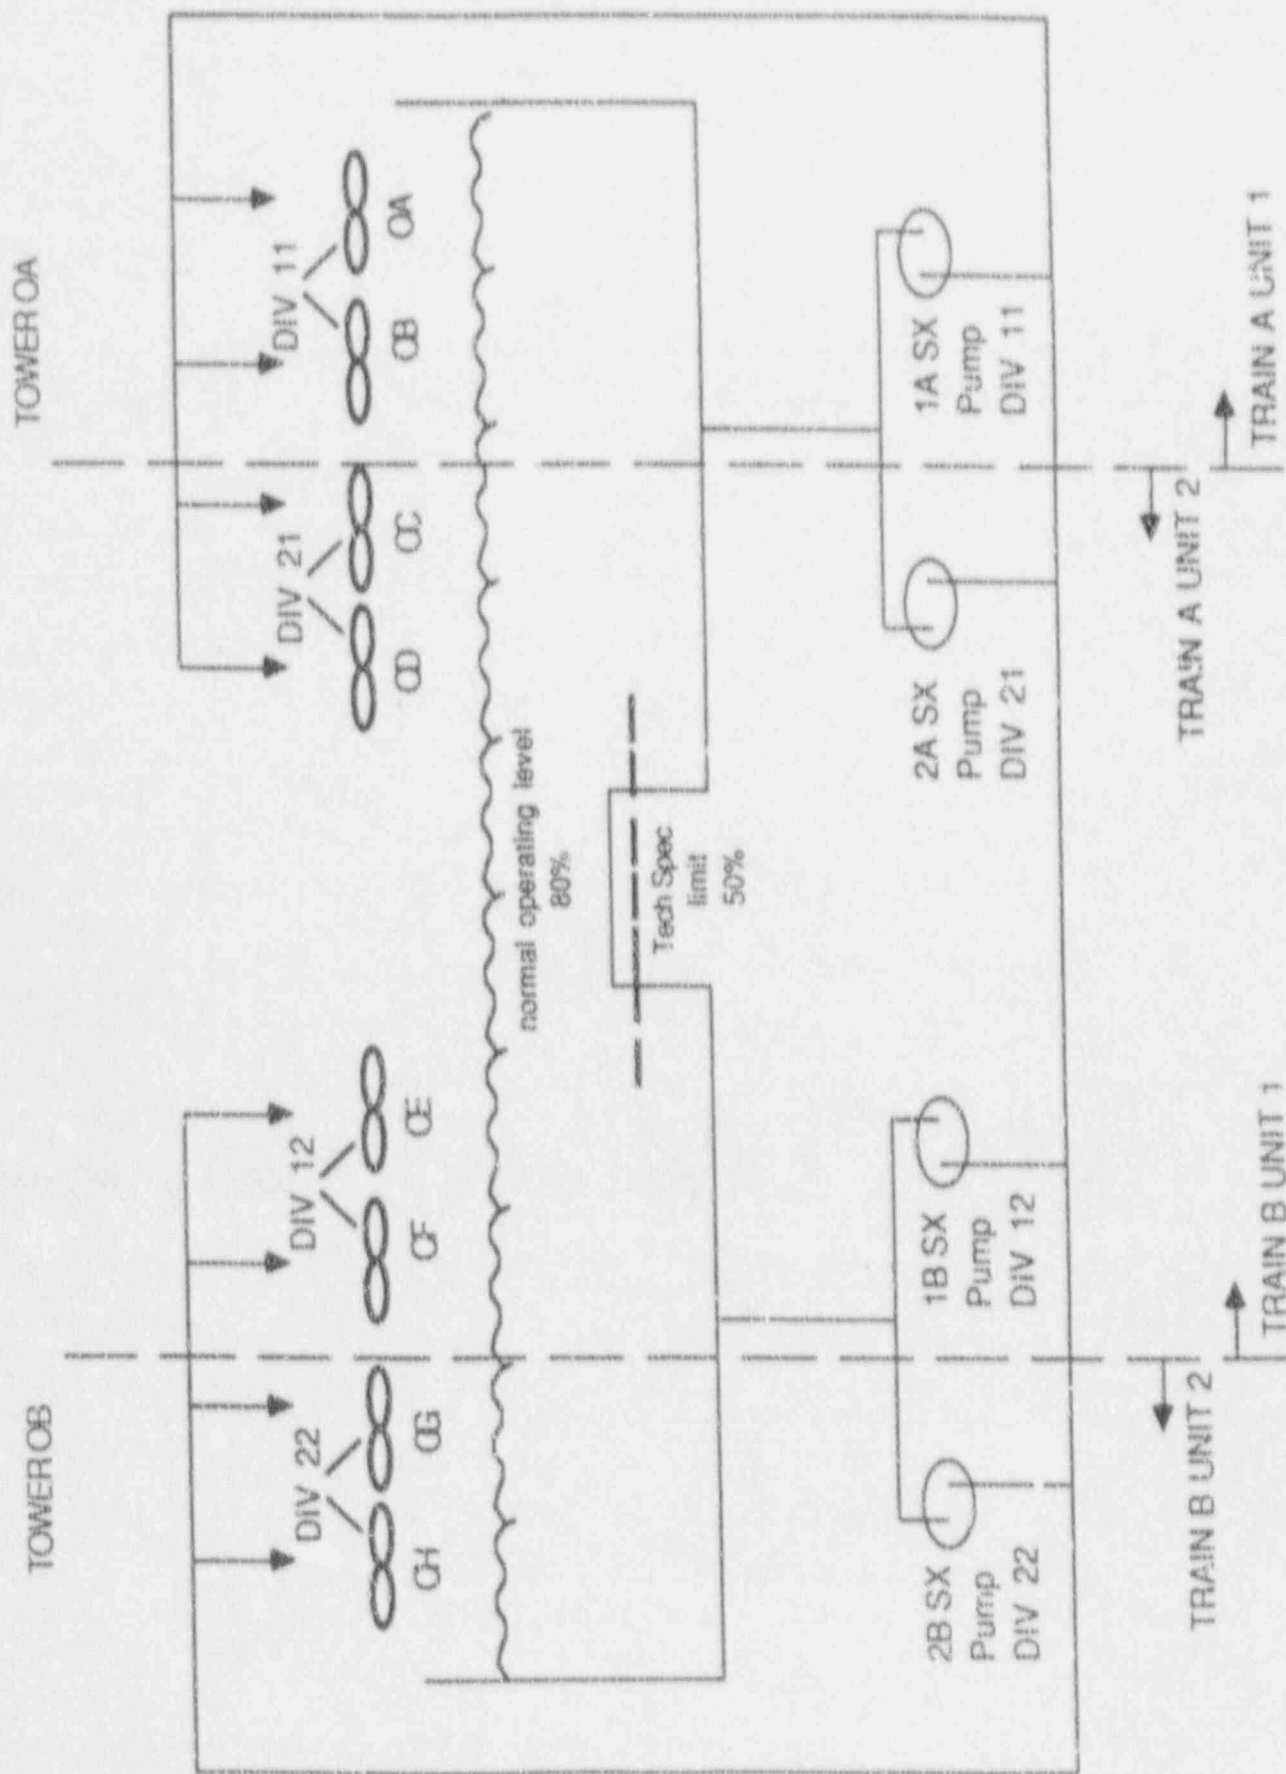 TOWER OB
TOWER OA
DIV 22
DIV 12
DIV 21
DIV 11
OH
OG
OF
OE
OD
OC
OB
OA
normal operating level
80%
Tech Spec
limit
50%
2B SX
Pump
DIV 22
1B SX
Pump
DIV 12
2A SX
Pump
DIV 21
1A SX
Pump
DIV 11
TRAIN B UNIT 2
TRAIN B UNIT 1
TRAIN A UNIT 2
TRAIN A UNIT 1